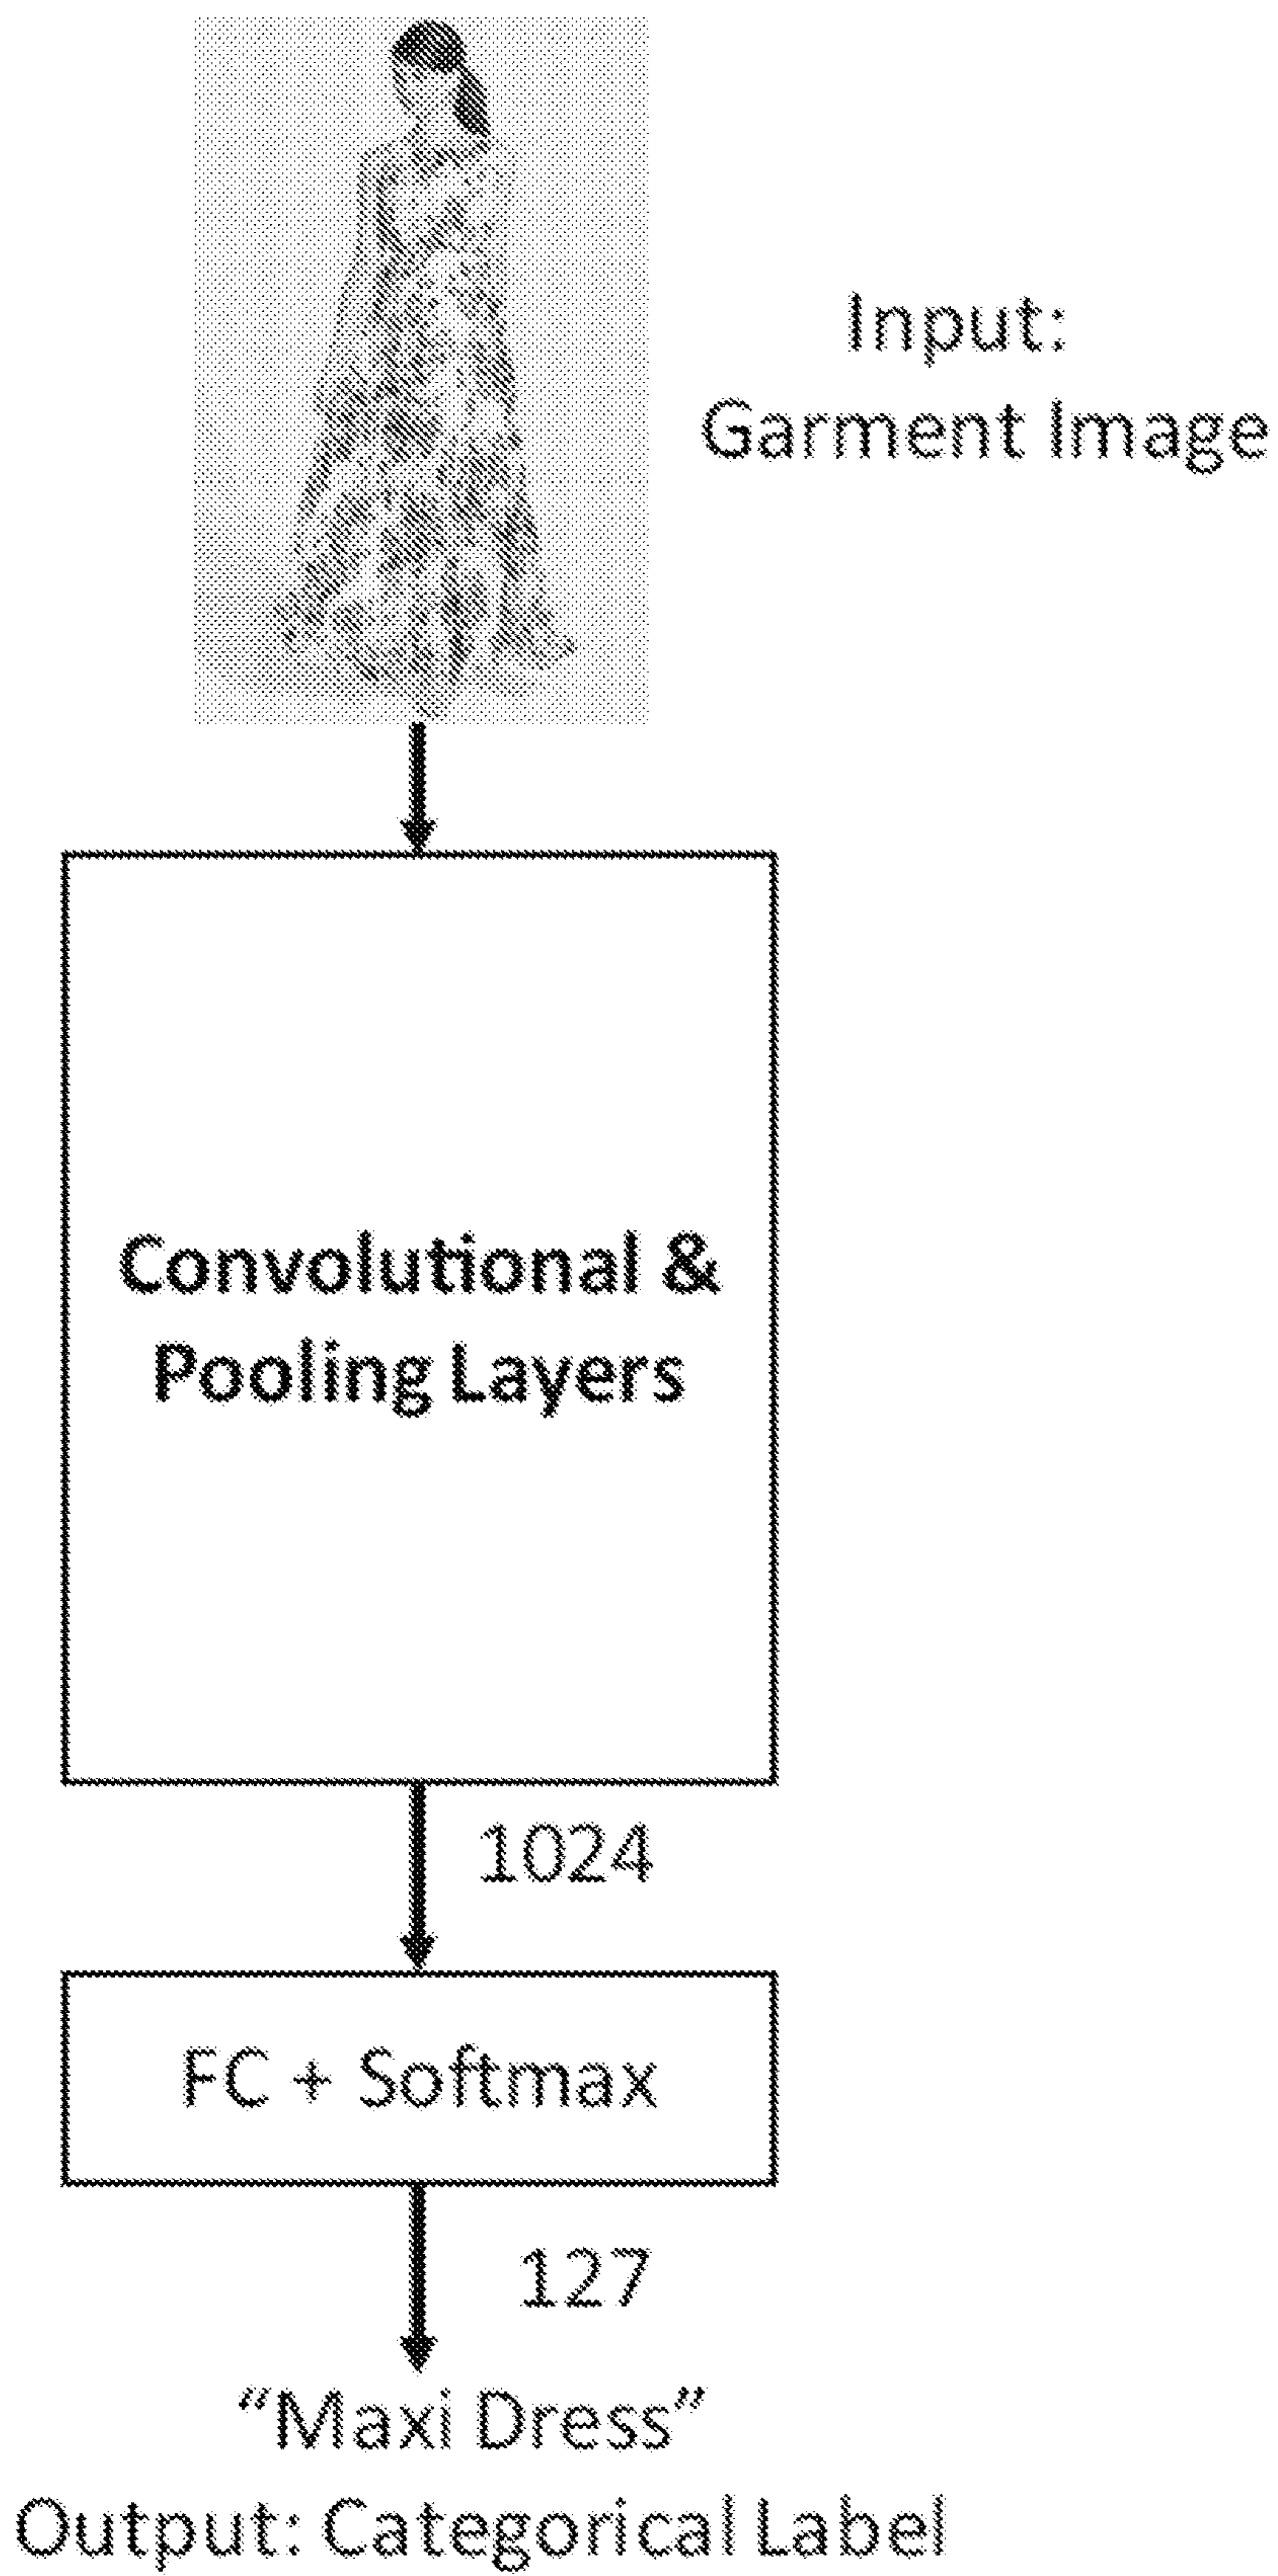 Input:
Garment Image
Convolutional &
Pooling Layers
1024
FC + Softmax
127
“Maxi Dress”
Output: Categorical Label